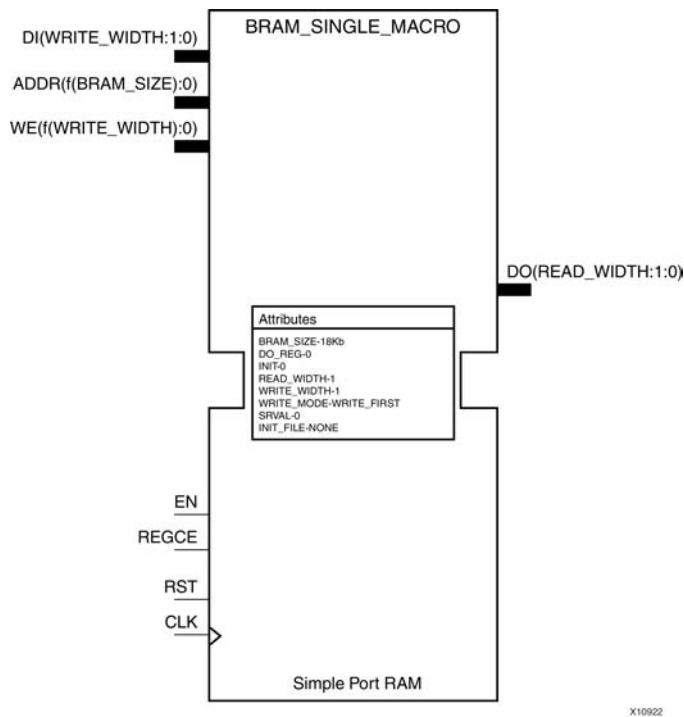 BRAM_SINGLE_MACRO
DI(WRITE_WIDTH:1:0)
ADDR(f(BRAM_SIZE):0)
WE(f(WRITE_WIDTH):0)
DO(READ_WIDTH:1:0)
Attributes
BRAM_SIZE-18Kb
DO_REG-0
INIT-0
READ_WIDTH-1
WRITE_WIDTH-1
WRITE_MODE-WRITE_FIRST
SRVAL-0
INIT_FILE-NONE
EN
REGCE
RST
CLK
Simple Port RAM
X10922